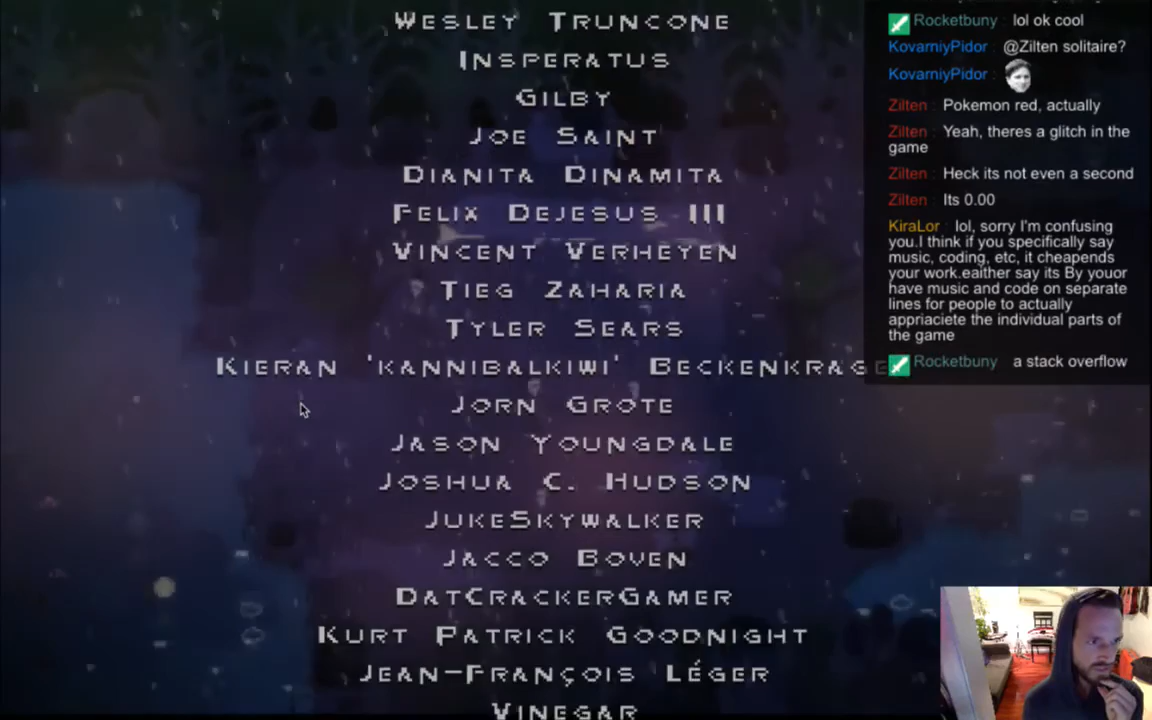 Wesley Truncone
Insperatus
Gilby
Joe Saint
Dianita Dinamita
Felix DeJesus III
Vincent Verheyen
Tieg Zaharia
Tyler Sears
Kieran 'kannibalkiwi' Beckenkrage
Jorn Grote
Jason Youngdale
Joshua C. Hudson
JukeSkywalker
Jacco Boven
DatCrackerGamer
Kurt Patrick Goodnight
Jean-François Léger
Vinegar
Rocketbuny : lol ok cool
KovarniyPidor : @Zilten solitaire?
KovarniyPidor :
Zilten : Pokemon red, actually
Zilten : Yeah, theres a glitch in the
game
Zilten : Heck its not even a second
Zilten : Its 0.00
KiraLor : lol, sorry I'm confusing
you.I think if you specifically say
music, coding, etc, it cheapends
your work.eaither say its By youor
have music and code on separate
lines for people to actually
appriaciete the individual parts of
the game
Rocketbuny : a stack overflow